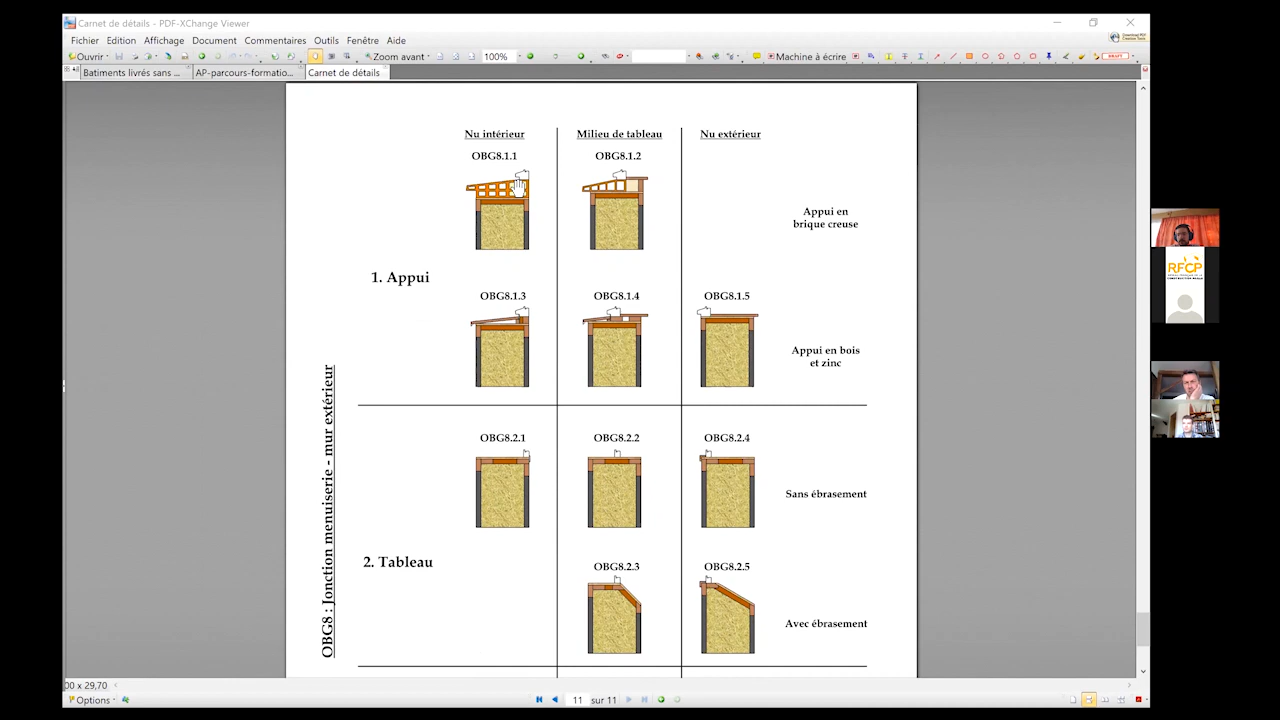 Carnet de détails - PDF-XChange Viewer
Fichier Edition Affichage Document Commentaires Outils Fenêtre Aide
Ouvrir Zoom avant 100% Machine à écrire DRAFT
Batiments livrés sans ... AP-parcours-formatio... Carnet de détails
Nu intérieur Milieu de tableau Nu extérieur
OBG8.1.1 OBG8.1.2
Appui en
brique creuse
1. Appui
OBG8.1.3 OBG8.1.4 OBG8.1.5
Appui en bois
et zinc
OBG8 : Jonction menuiserie - mur extérieur
OBG8.2.1 OBG8.2.2 OBG8.2.4
Sans ébrasement
2. Tableau
OBG8.2.3 OBG8.2.5
Avec ébrasement
00 x 29,70
Options 11 sur 11
RFCP